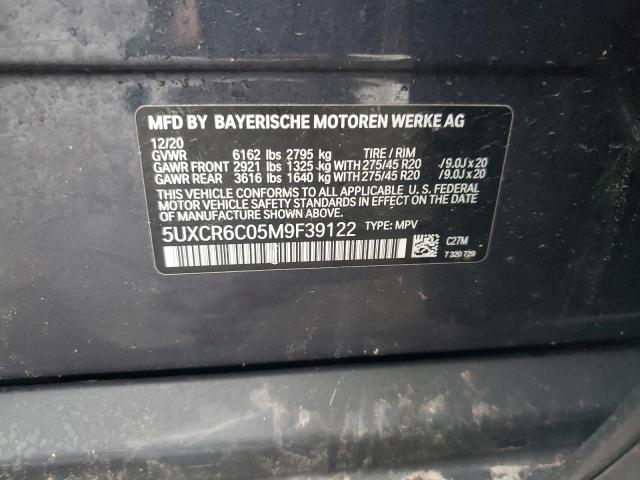 MFD BY BAYERISCHE MOTOREN WERKE AG
12/20
GVWR 6162 lbs 2795 kg TIRE / RIM
GAWR FRONT 2921 lbs 1325 kg WITH 275/45 R20 /9.0J x 20
GAWR REAR 3616 lbs 1640 kg WITH 275/45 R20 /9.0J x 20
THIS VEHICLE CONFORMS TO ALL APPLICABLE U. S. FEDERAL
MOTOR VEHICLE SAFETY STANDARDS IN EFFECT ON THE DATE OF
MANUFACTURE SHOWN ABOVE.
5UXCR6C05M9F39122 TYPE: MPV
C27M
7 320 729